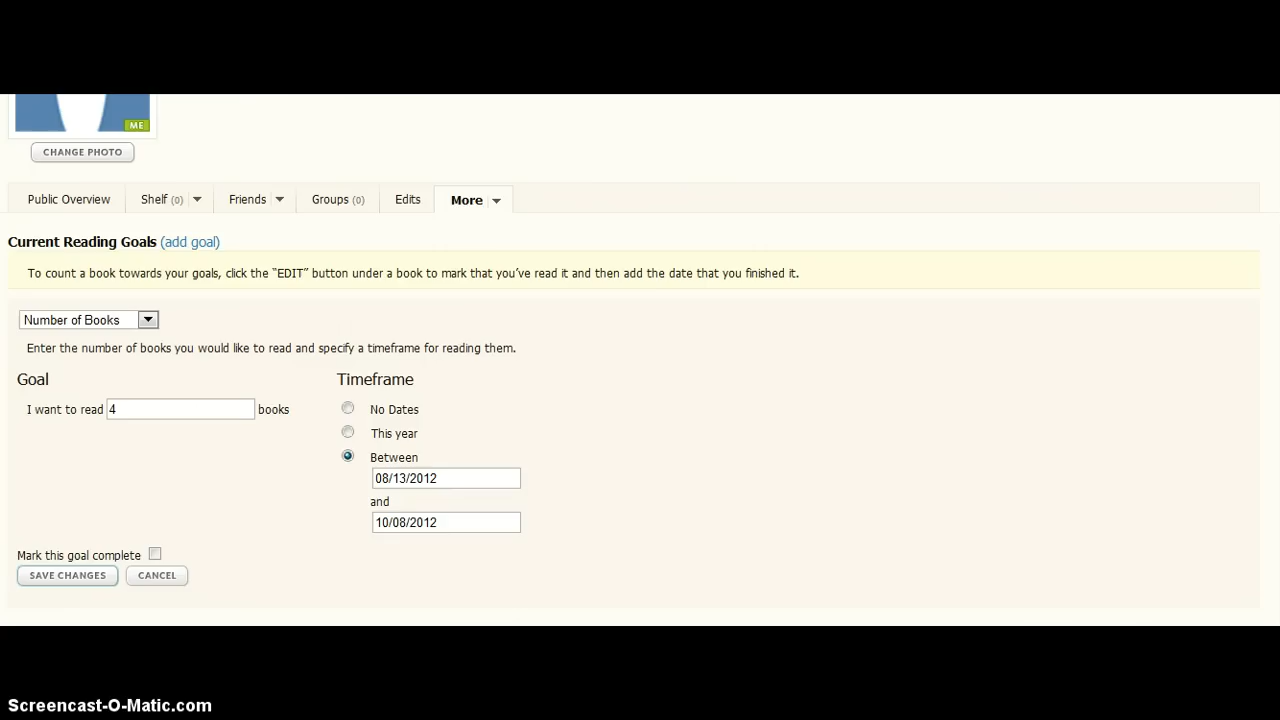 ME
CHANGE PHOTO
Public Overview Shelf (0) Friends Groups (0) Edits More
Current Reading Goals (add goal)
To count a book towards your goals, click the “EDIT” button under a book to mark that you’ve read it and then add the date that you finished it.
Number of Books
Enter the number of books you would like to read and specify a timeframe for reading them.
Goal Timeframe
I want to read 4 books No Dates
This year
Between
08/13/2012
and
10/08/2012
Mark this goal complete
SAVE CHANGES CANCEL
Screencast-O-Matic.com